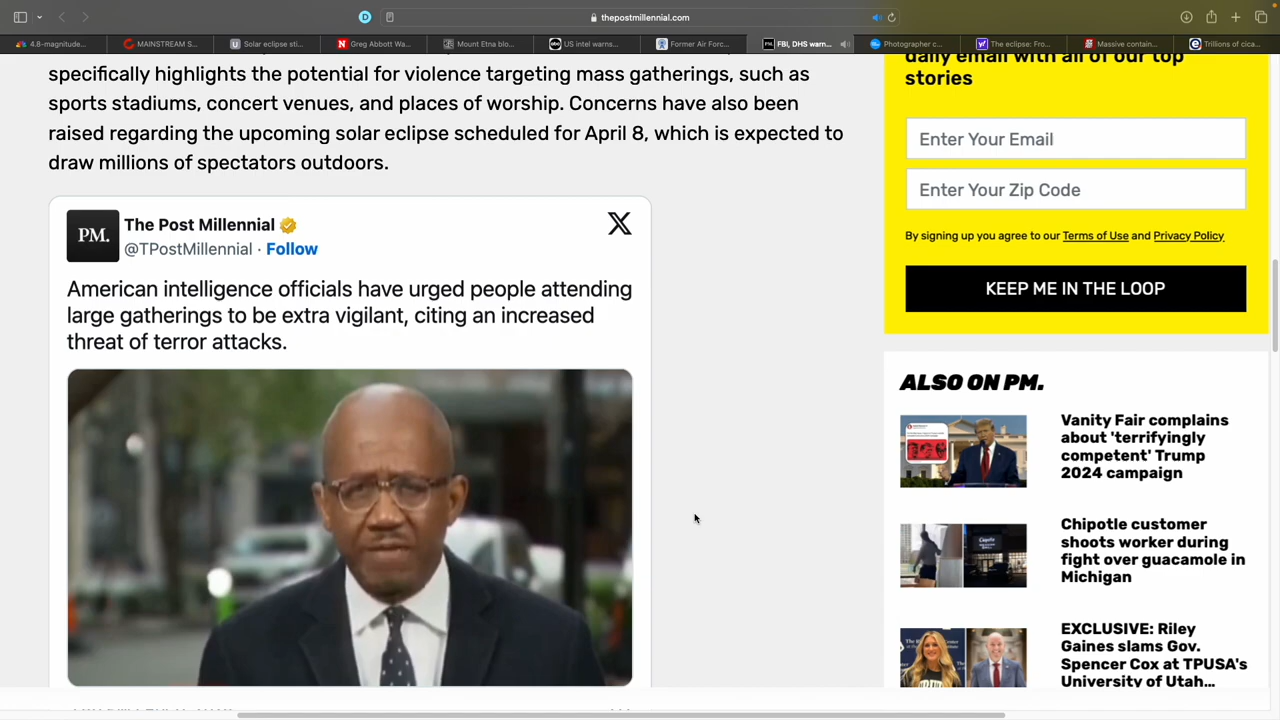 thepostmillennial.com
4.8-magnitude...
MAINSTREAM S...
Solar eclipse sti...
Greg Abbott Wa...
Mount Etna blo...
US intel warns...
Former Air Forc...
FBI, DHS warn...
Photographer c...
The eclipse: Fro...
Massive contain...
Trillions of cica...
specifically highlights the potential for violence targeting mass gatherings, such as
sports stadiums, concert venues, and places of worship. Concerns have also been
raised regarding the upcoming solar eclipse scheduled for April 8, which is expected to
draw millions of spectators outdoors.
PM.
The Post Millennial
@TPostMillennial · Follow
American intelligence officials have urged people attending
large gatherings to be extra vigilant, citing an increased
threat of terror attacks.
daily email with all of our top
stories
Enter Your Email
Enter Your Zip Code
By signing up you agree to our Terms of Use and Privacy Policy
KEEP ME IN THE LOOP
ALSO ON PM.
Vanity Fair complains
about 'terrifyingly
competent' Trump
2024 campaign
Chipotle customer
shoots worker during
fight over guacamole in
Michigan
EXCLUSIVE: Riley
Gaines slams Gov.
Spencer Cox at TPUSA's
University of Utah...